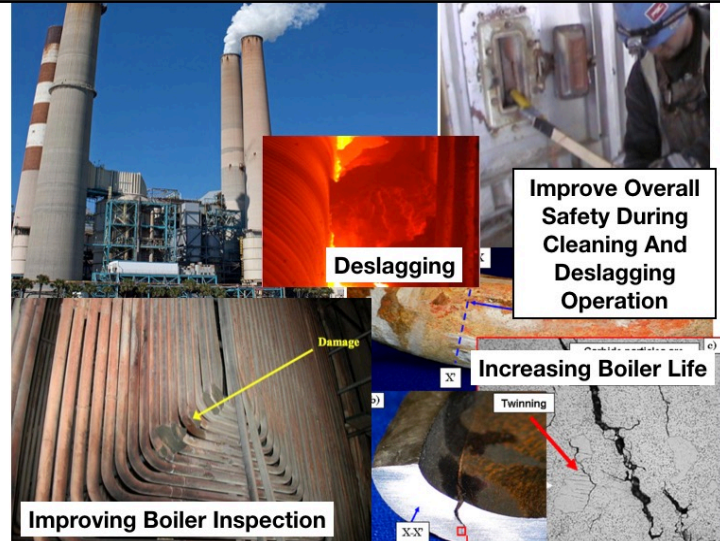 Deslagging
Improve Overall
Safety During
Cleaning And
Deslagging
Operation
X
Damage
X'
Increasing Boiler Life
c)
b)
Twinning
X-X'
Improving Boiler Inspection